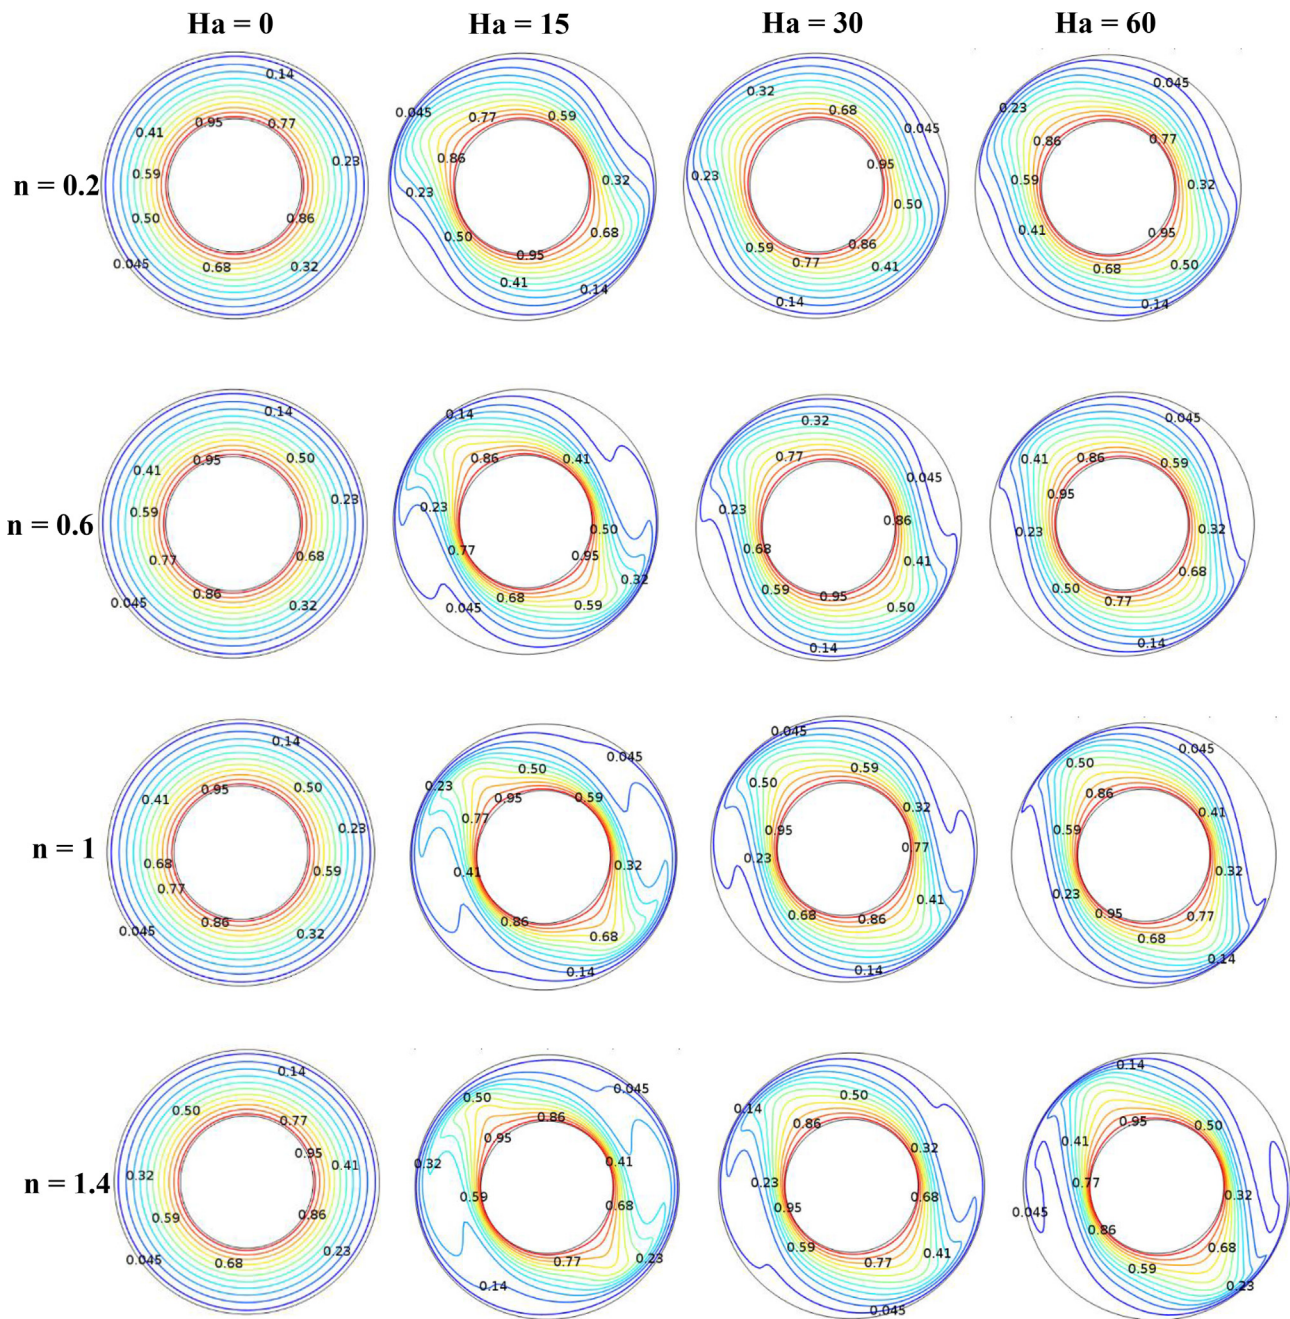 Ha = 0 Ha = 15 Ha = 30 Ha = 60
n = 0.2
0.14 0.41 0.95 0.77 0.23 0.59 0.50 0.86 0.045 0.68 0.32
0.045 0.77 0.59 0.86 0.32 0.23 0.50 0.68 0.95 0.41 0.14
0.32 0.68 0.045 0.95 0.23 0.50 0.59 0.86 0.77 0.41 0.14
0.045 0.23 0.86 0.77 0.59 0.32 0.41 0.95 0.68 0.50 0.14
n = 0.6
0.14 0.41 0.95 0.50 0.23 0.59 0.77 0.68 0.86 0.045 0.32
0.14 0.86 0.41 0.23 0.50 0.77 0.95 0.32 0.68 0.045 0.59
0.32 0.77 0.045 0.23 0.86 0.68 0.41 0.59 0.95 0.50 0.14
0.045 0.41 0.86 0.59 0.95 0.23 0.32 0.68 0.50 0.77 0.14
n = 1
0.14 0.41 0.95 0.50 0.23 0.68 0.59 0.77 0.86 0.045 0.32
0.045 0.50 0.23 0.95 0.59 0.77 0.32 0.41 0.86 0.68 0.14
0.045 0.59 0.50 0.32 0.95 0.77 0.23 0.41 0.68 0.86 0.14
0.045 0.50 0.86 0.41 0.59 0.32 0.23 0.95 0.77 0.68 0.14
n = 1.4
0.14 0.50 0.77 0.95 0.41 0.32 0.59 0.86 0.045 0.68 0.23
0.045 0.50 0.86 0.95 0.41 0.32 0.59 0.68 0.77 0.23 0.14
0.50 0.14 0.86 0.32 0.23 0.68 0.95 0.59 0.41 0.77 0.045
0.14 0.95 0.50 0.41 0.77 0.32 0.045 0.86 0.68 0.59 0.23